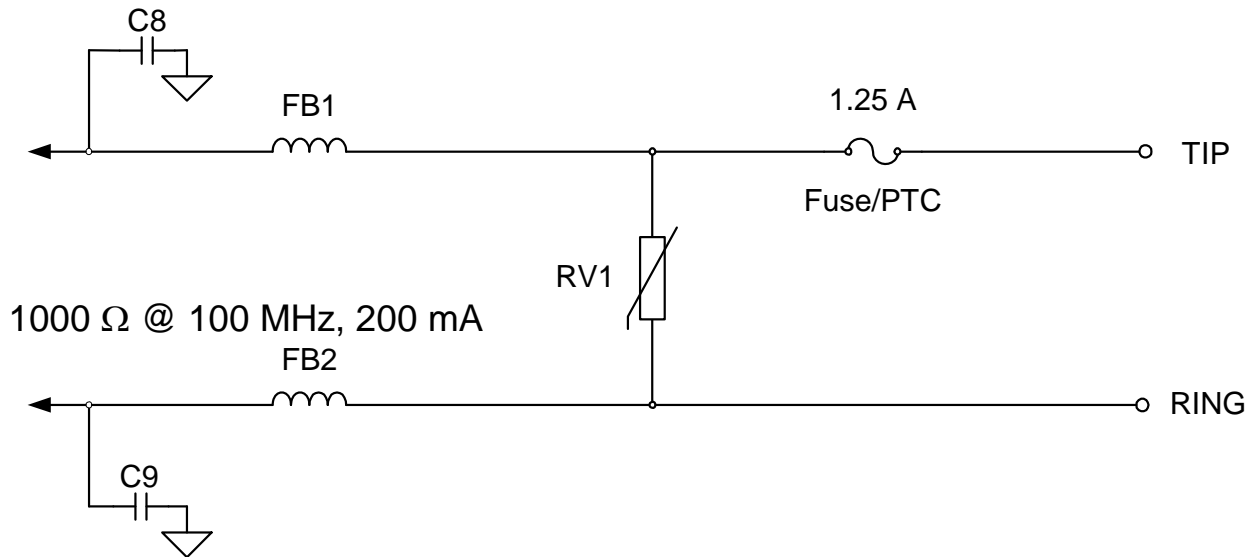 C8
FB1
1.25 A
TIP
Fuse/PTC
RV1
1000 Ω @ 100 MHz, 200 mA
FB2
RING
C9